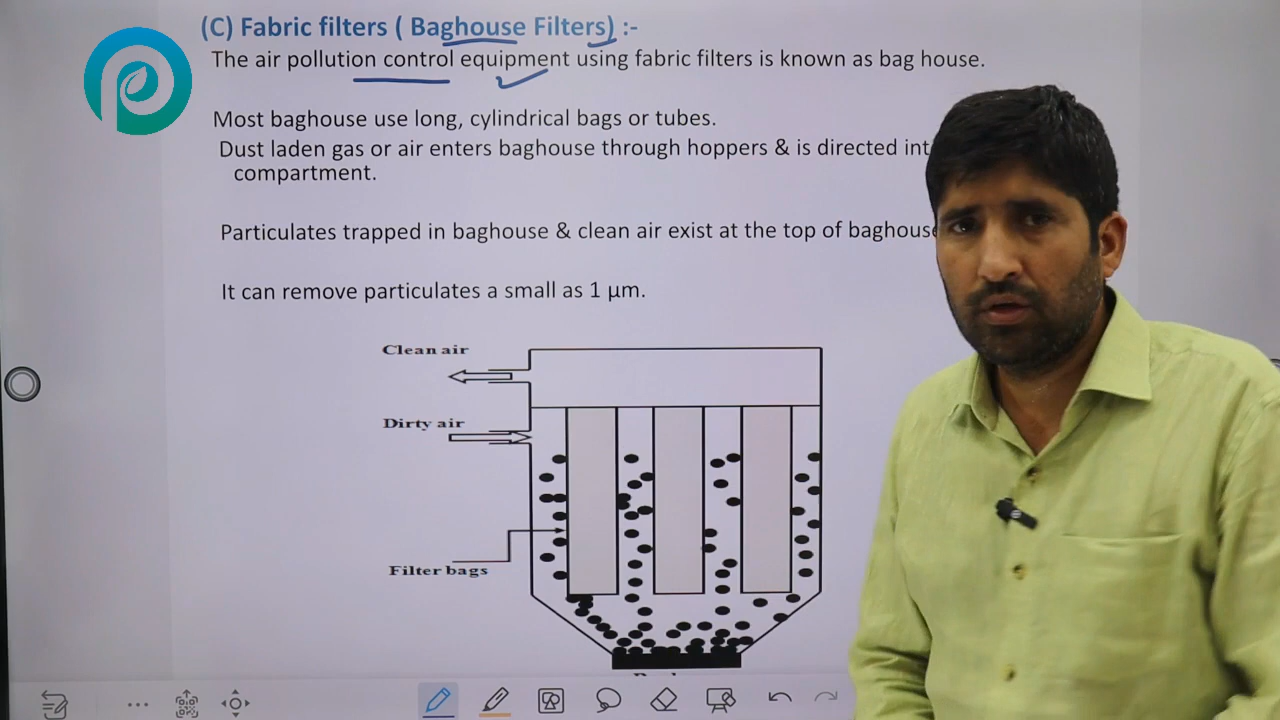 (C) Fabric filters ( Baghouse Filters) :-
The air pollution control equipment using fabric filters is known as bag house.
Most baghouse use long, cylindrical bags or tubes.
Dust laden gas or air enters baghouse through hoppers & is directed
compartment.
Particulates trapped in baghouse & clean air exist at the top of baghouse
It can remove particulates a small as 1 µm.
Clean air
Dirty air
Filter bags